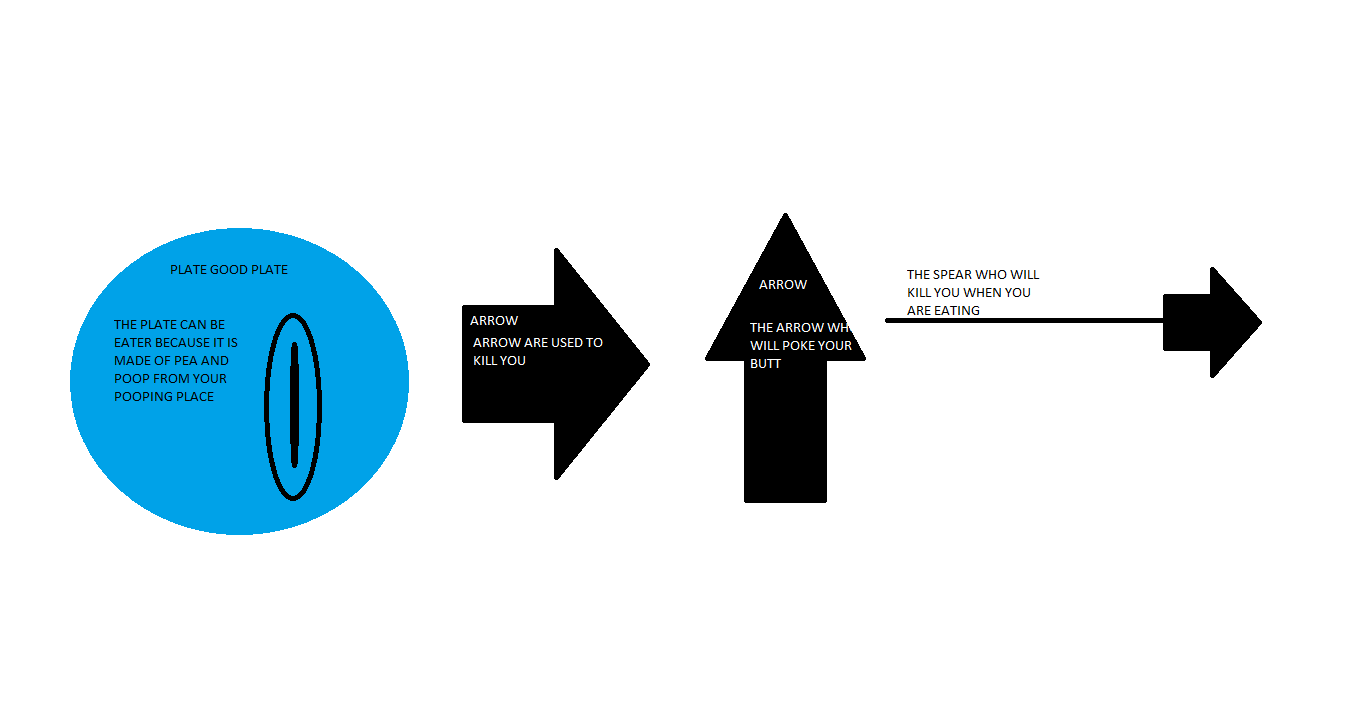 PLATE GOOD PLATE
THE PLATE CAN BE
EATER BECAUSE IT IS
MADE OF PEA AND
POOP FROM YOUR
POOPING PLACE
ARROW
ARROW ARE USED TO
KILL YOU
ARROW
THE ARROW WH
WILL POKE YOUR
BUTT
THE SPEAR WHO WILL
KILL YOU WHEN YOU
ARE EATING